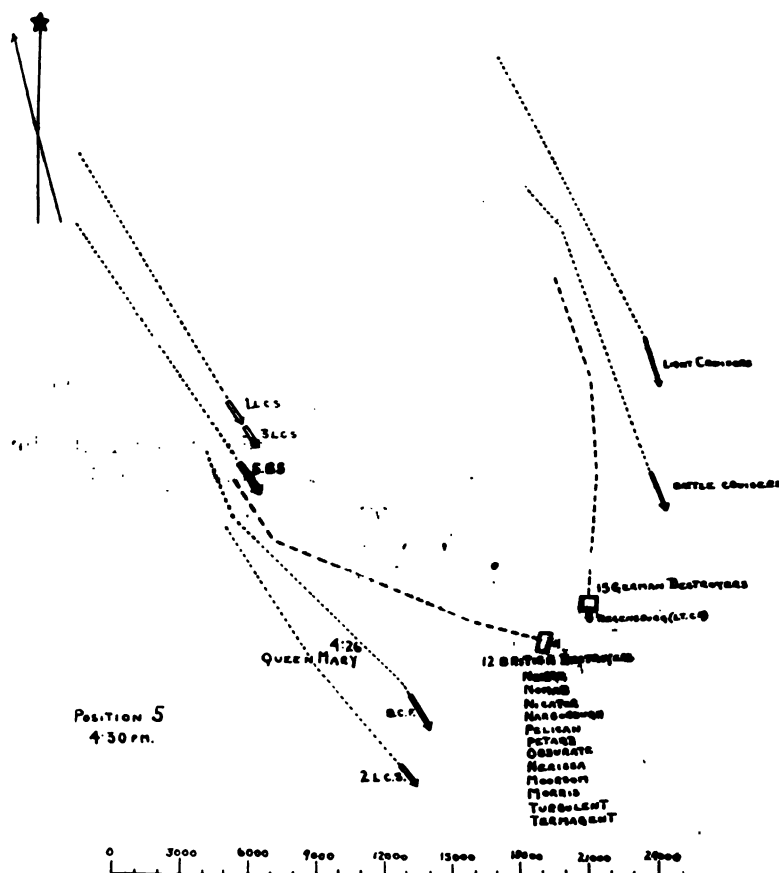 LIGHT CRUISERS
1 L.C.S
3 L.C.S
5.B.S
BATTLE CRUISERS
15 GERMAN DESTROYERS
REGENSBURG (LT. CR)
4·26
QUEEN MARY
12 BRITISH DESTROYERS
NESTOR
NOMAD
NICATOR
NARBOROUGH
PELICAN
PETARD
OBDURATE
NERISSA
MOORSOM
MORRIS
TURBULENT
TERMAGENT
B.C.F.
POSITION 5
4·30 PM.
2 L.C.S.
0 3000 6000 9000 12000 15000 18000 21000 24000